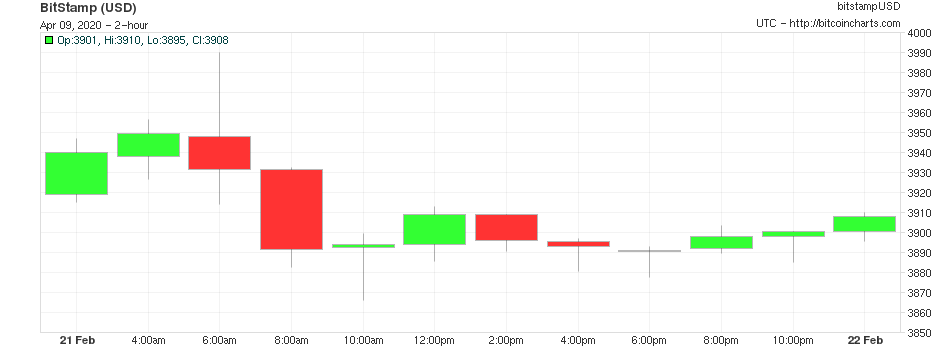 BitStamp (USD)
bitstampUSD
Apr 09, 2020 - 2-hour
UTC - http://bitcoincharts.com
Op:3901, Hi:3910, Lo:3895, Cl:3908
4000
3990
3980
3970
3960
3950
3940
3930
3920
3910
3900
3890
3880
3870
3860
3850
21 Feb 4:00am 6:00am 8:00am 10:00am 12:00pm 2:00pm 4:00pm 6:00pm 8:00pm 10:00pm 22 Feb